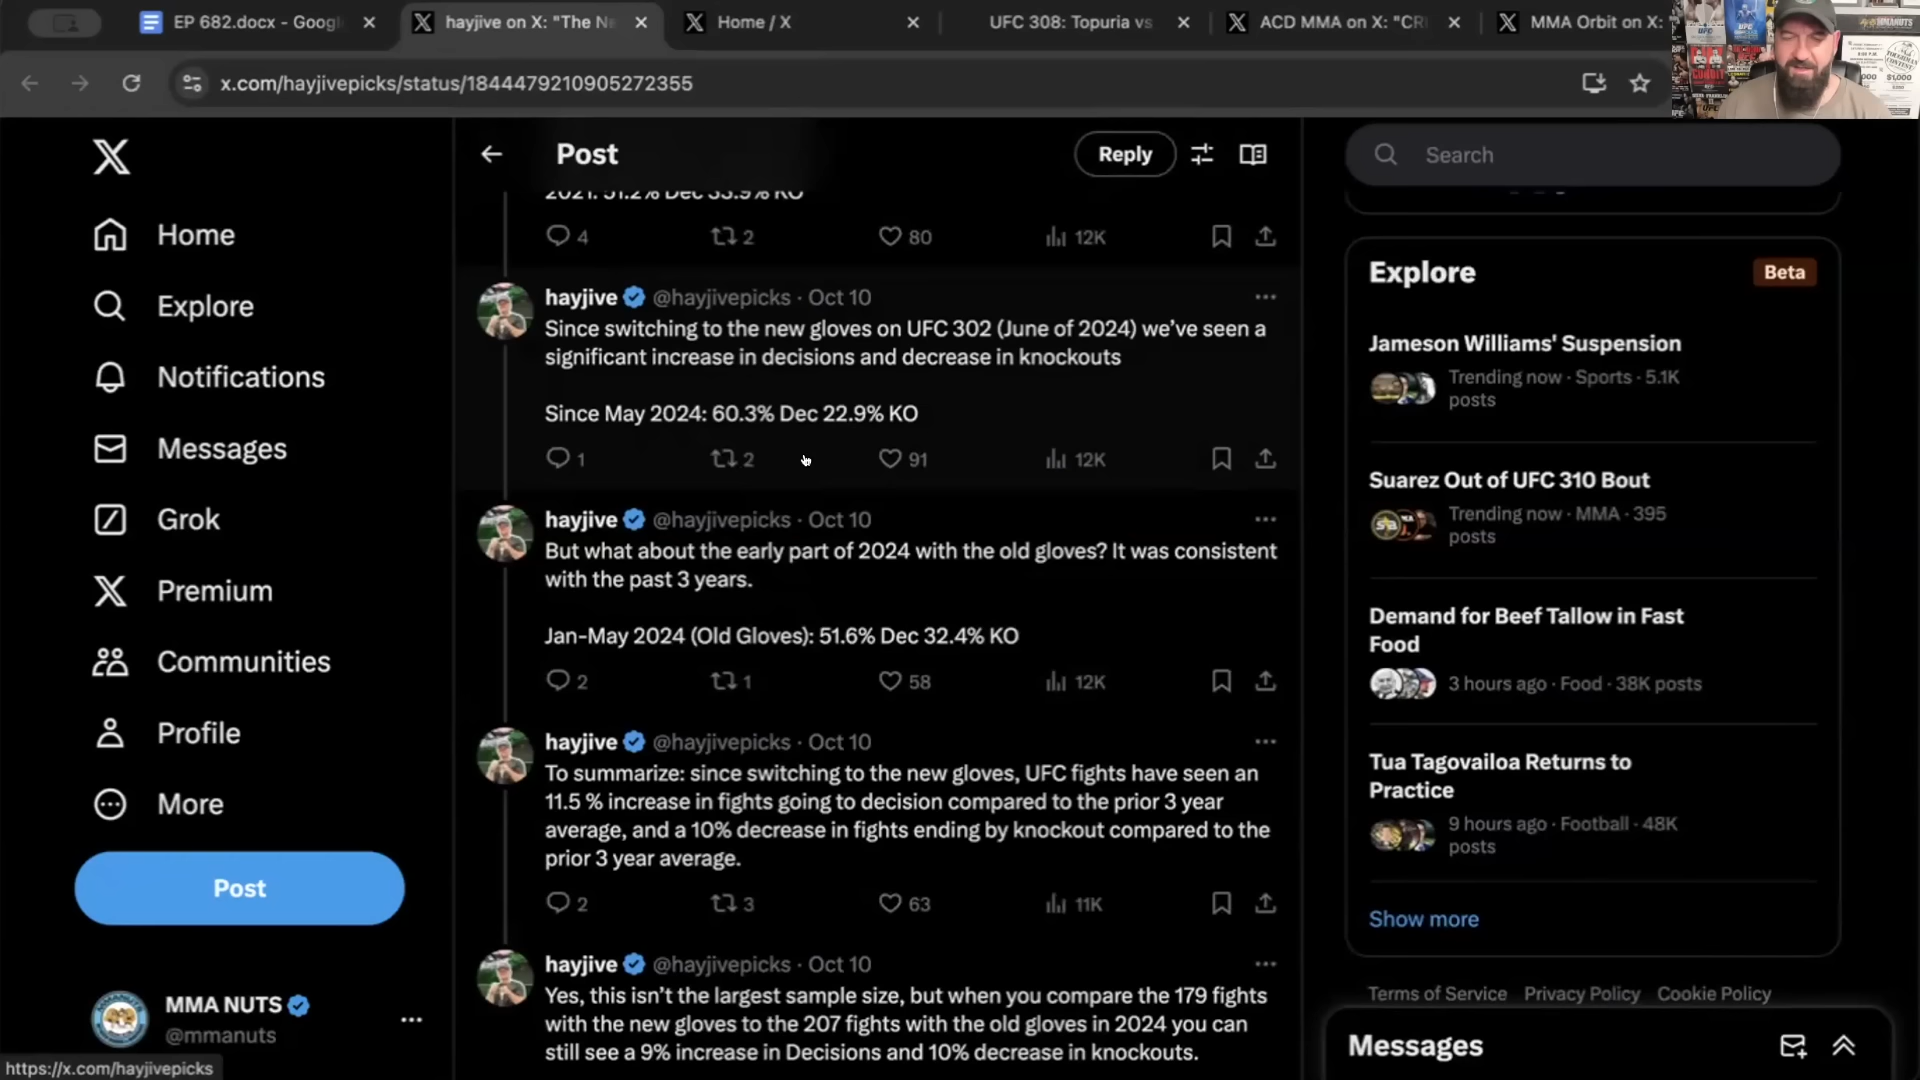 EP 682.docx - Googl
hayjive on X: "The Ne
Home / X
UFC 308: Topuria vs
ACD MMA on X: "CRU
MMA Orbit on X:
x.com/hayjivepicks/status/1844479210905272355
Home
Explore
Notifications
Messages
Grok
Premium
Communities
Profile
More
Post
MMA NUTS
@mmanuts
https://x.com/hayjivepicks
Post
Reply
2021: 51.2% Dec 33.9% KO
4 2 80 12K
hayjive @hayjivepicks · Oct 10
Since switching to the new gloves on UFC 302 (June of 2024) we've seen a
significant increase in decisions and decrease in knockouts
Since May 2024: 60.3% Dec 22.9% KO
1 2 91 12K
hayjive @hayjivepicks · Oct 10
But what about the early part of 2024 with the old gloves? It was consistent
with the past 3 years.
Jan-May 2024 (Old Gloves): 51.6% Dec 32.4% KO
2 1 58 12K
hayjive @hayjivepicks · Oct 10
To summarize: since switching to the new gloves, UFC fights have seen an
11.5 % increase in fights going to decision compared to the prior 3 year
average, and a 10% decrease in fights ending by knockout compared to the
prior 3 year average.
2 3 63 11K
hayjive @hayjivepicks · Oct 10
Yes, this isn't the largest sample size, but when you compare the 179 fights
with the new gloves to the 207 fights with the old gloves in 2024 you can
still see a 9% increase in Decisions and 10% decrease in knockouts.
Search
Explore
Beta
Jameson Williams' Suspension
Trending now · Sports · 5.1K
posts
Suarez Out of UFC 310 Bout
Trending now · MMA · 395
posts
Demand for Beef Tallow in Fast
Food
3 hours ago · Food · 38K posts
Tua Tagovailoa Returns to
Practice
9 hours ago · Football · 48K
posts
Show more
Terms of Service Privacy Policy Cookie Policy
Messages